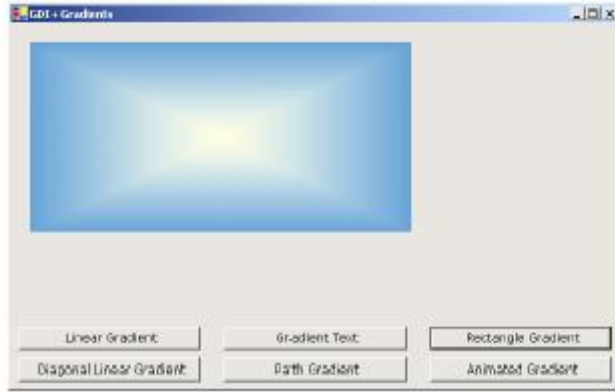 GDI+ Gradients
Linear Gradient
Gradient Text
Rectangle Gradient
Diagonal Linear Gradient
Path Gradient
Animated Gradient